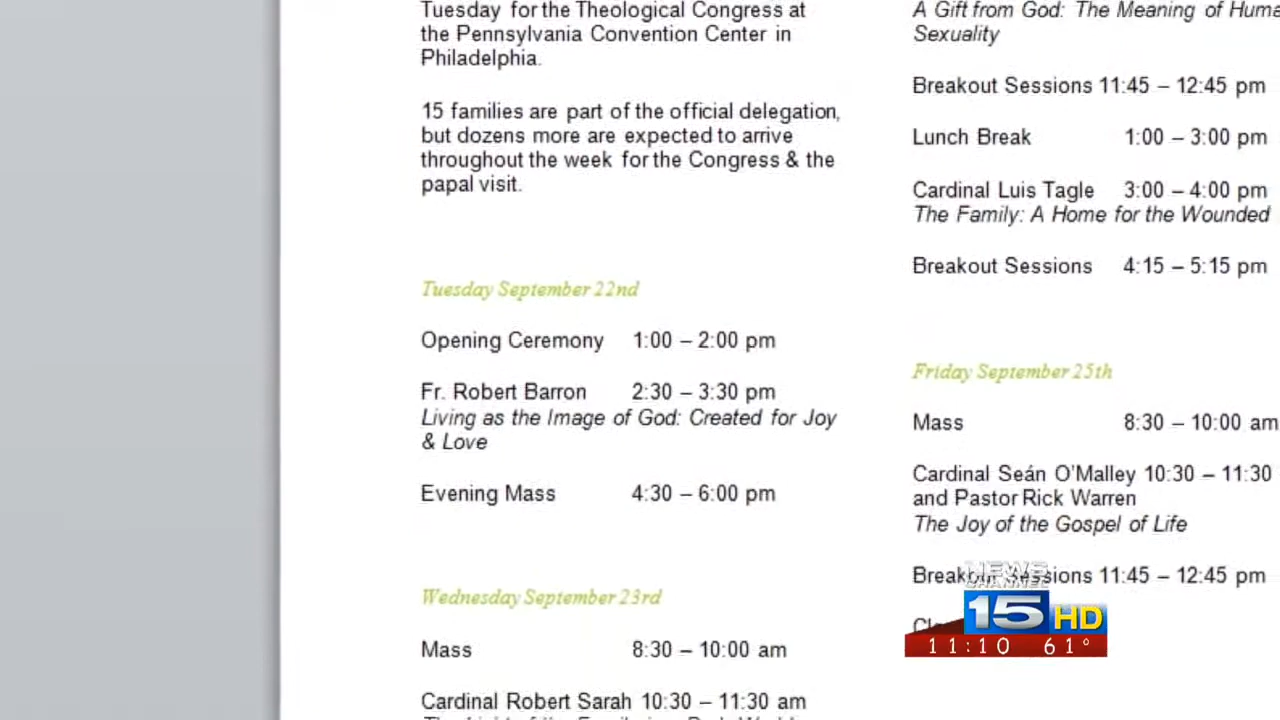 Tuesday for the Theological Congress at
the Pennsylvania Convention Center in
Philadelphia.
15 families are part of the official delegation,
but dozens more are expected to arrive
throughout the week for the Congress & the
papal visit.
Tuesday September 22nd
Opening Ceremony 1:00 – 2:00 pm
Fr. Robert Barron 2:30 – 3:30 pm
Living as the Image of God: Created for Joy
& Love
Evening Mass 4:30 – 6:00 pm
Wednesday September 23rd
Mass 8:30 – 10:00 am
Cardinal Robert Sarah 10:30 – 11:30 am
A Gift from God: The Meaning of Huma
Sexuality
Breakout Sessions 11:45 – 12:45 pm
Lunch Break 1:00 – 3:00 pm
Cardinal Luis Tagle 3:00 – 4:00 pm
The Family: A Home for the Wounded
Breakout Sessions 4:15 – 5:15 pm
Friday September 25th
Mass 8:30 – 10:00 am
Cardinal Seán O'Malley 10:30 – 11:30
and Pastor Rick Warren
The Joy of the Gospel of Life
Breakout Sessions 11:45 – 12:45 pm
NEWS
CHANNEL
15 HD
11:10 61°